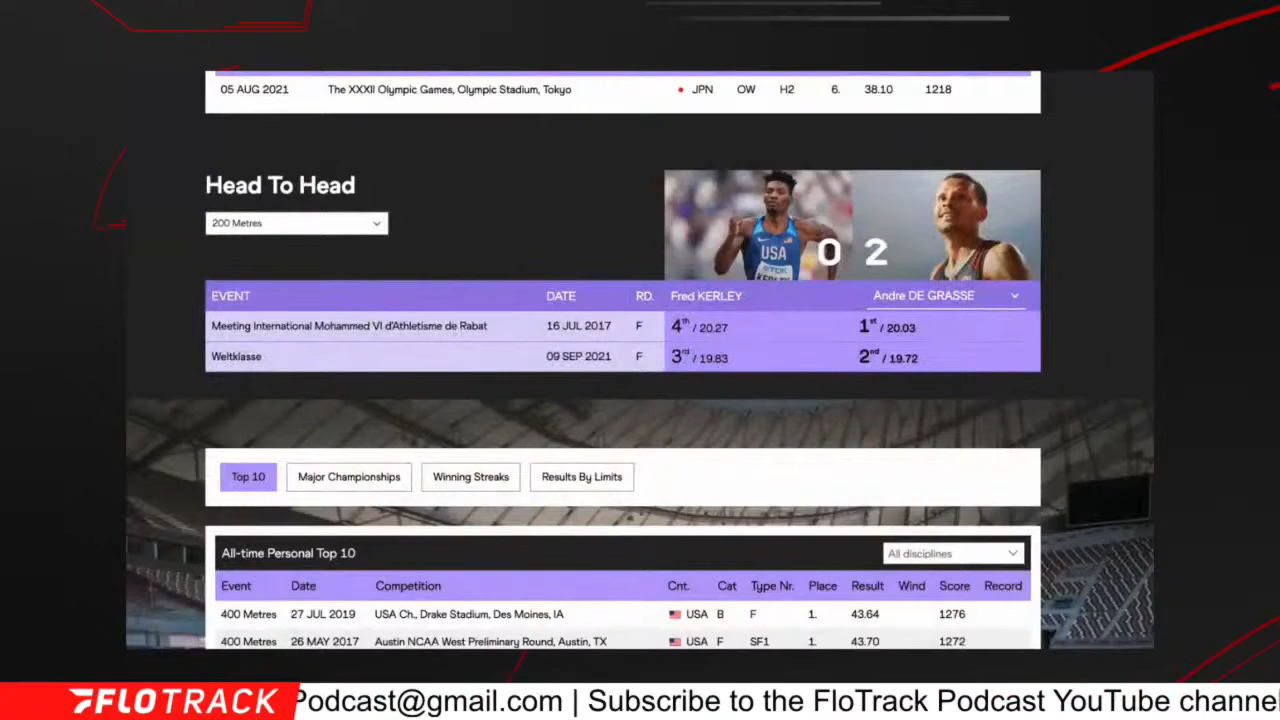 05 AUG 2021 The XXXII Olympic Games, Olympic Stadium, Tokyo JPN OW H2 6. 38.10 1218
Head To Head
200 Metres
USA
TDK
KERLEY
0 2
EVENT DATE RD. Fred KERLEY Andre DE GRASSE
Meeting International Mohammed VI d'Athletisme de Rabat 16 JUL 2017 F 4th / 20.27 1st / 20.03
Weltklasse 09 SEP 2021 F 3rd / 19.83 2nd / 19.72
Top 10 Major Championships Winning Streaks Results By Limits
All-time Personal Top 10 All disciplines
Event Date Competition Cnt. Cat Type Nr. Place Result Wind Score Record
400 Metres 27 JUL 2019 USA Ch., Drake Stadium, Des Moines, IA USA B F 1. 43.64 1276
400 Metres 26 MAY 2017 Austin NCAA West Preliminary Round, Austin, TX USA F SF1 1. 43.70 1272
FLOTRACK Podcast@gmail.com | Subscribe to the FloTrack Podcast YouTube channel